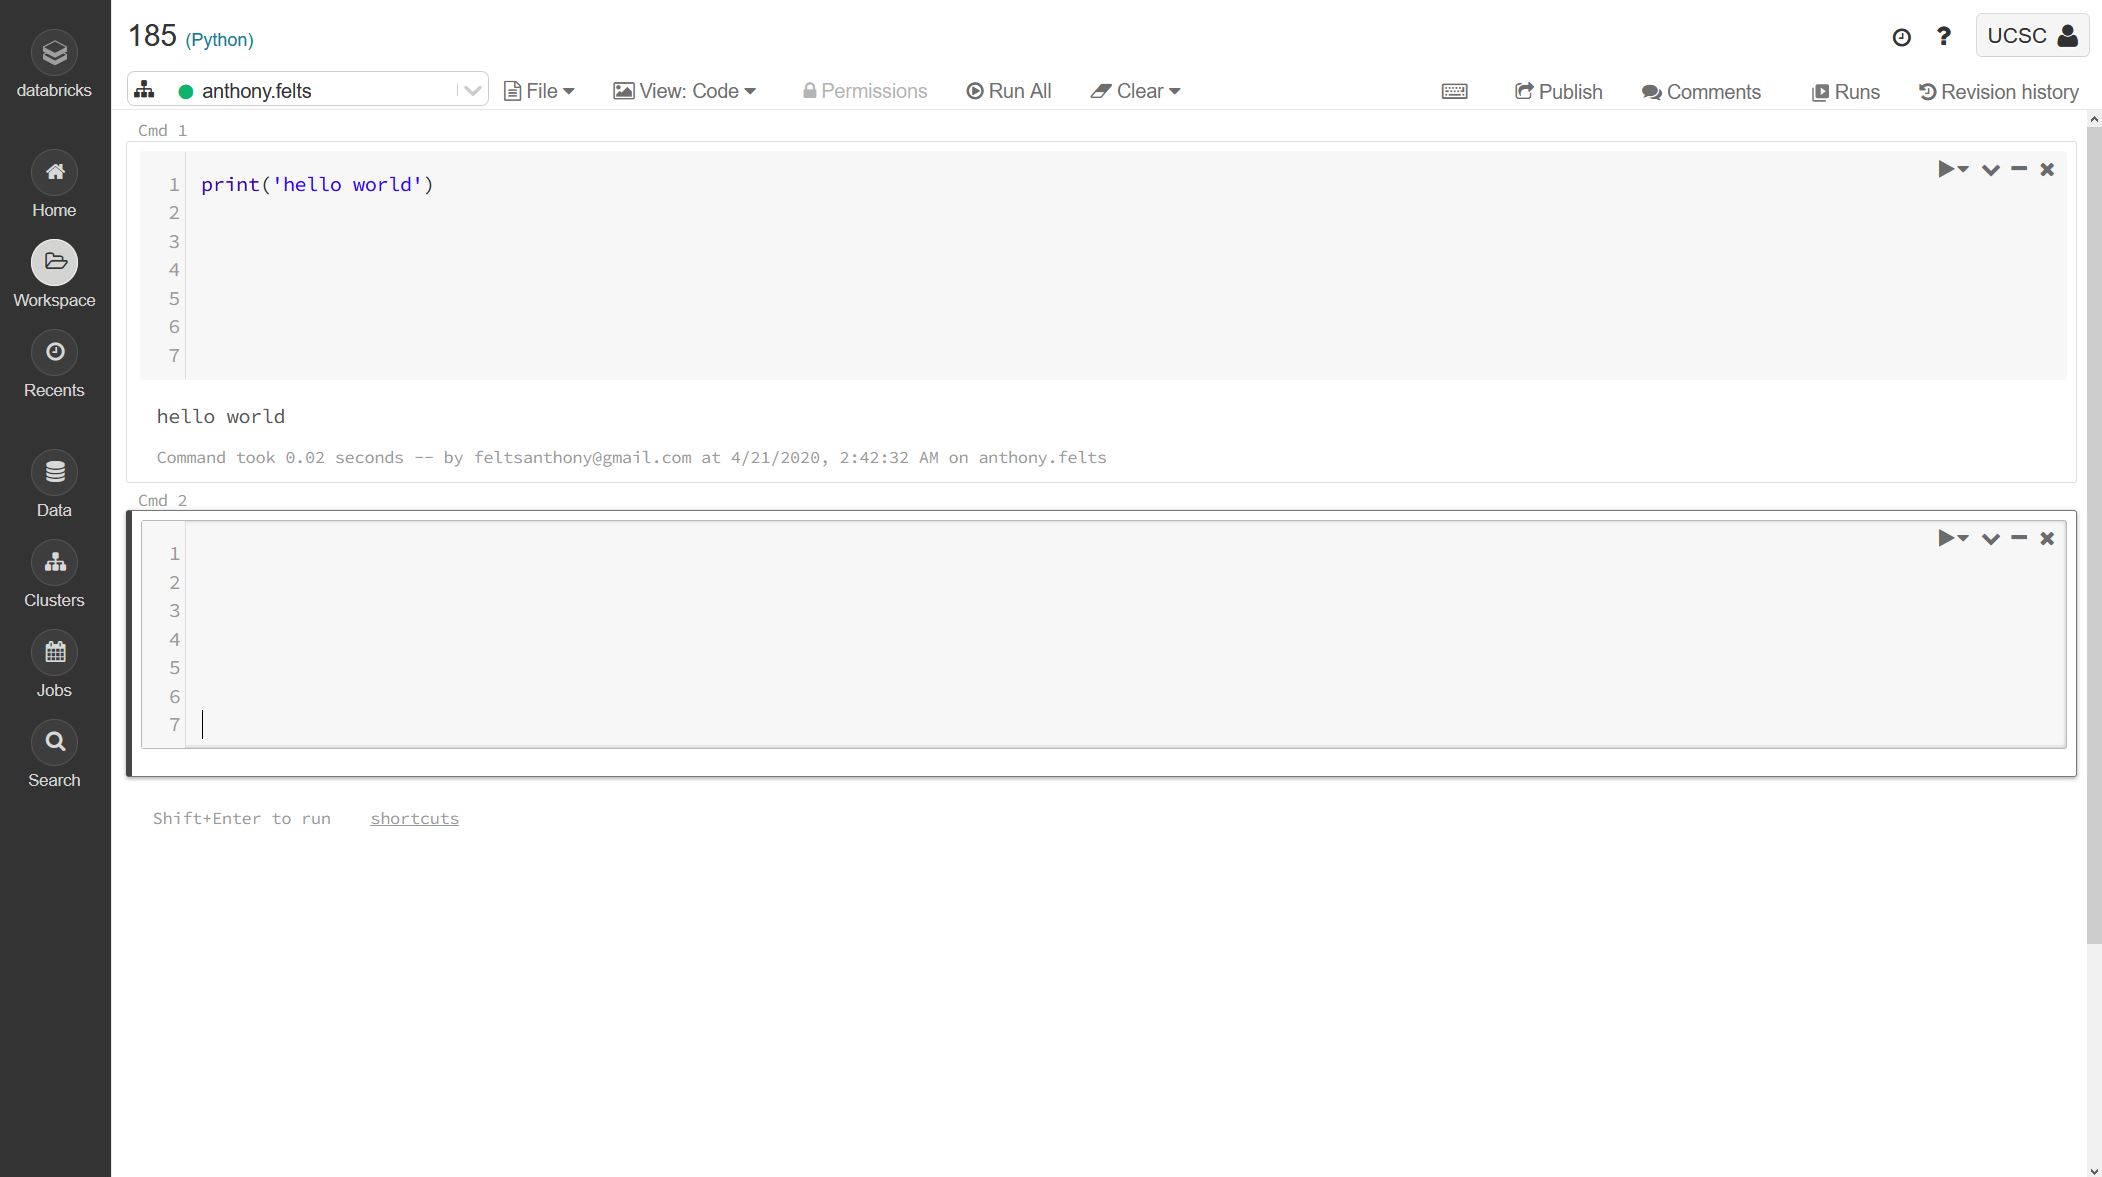 databricks
Home
Workspace
Recents
Data
Clusters
Jobs
Search
185 (Python)
? UCSC
anthony.felts File View: Code Permissions Run All Clear Publish Comments Runs Revision history
Cmd 1
1 print('hello world')
2
3
4
5
6
7
hello world
Command took 0.02 seconds -- by feltsanthony@gmail.com at 4/21/2020, 2:42:32 AM on anthony.felts
Cmd 2
1
2
3
4
5
6
7
Shift+Enter to run shortcuts